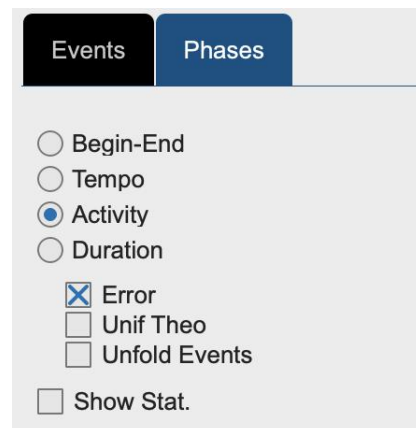 Events Phases
Begin-End
Tempo
Activity
Duration
Error
Unif Theo
Unfold Events
Show Stat.